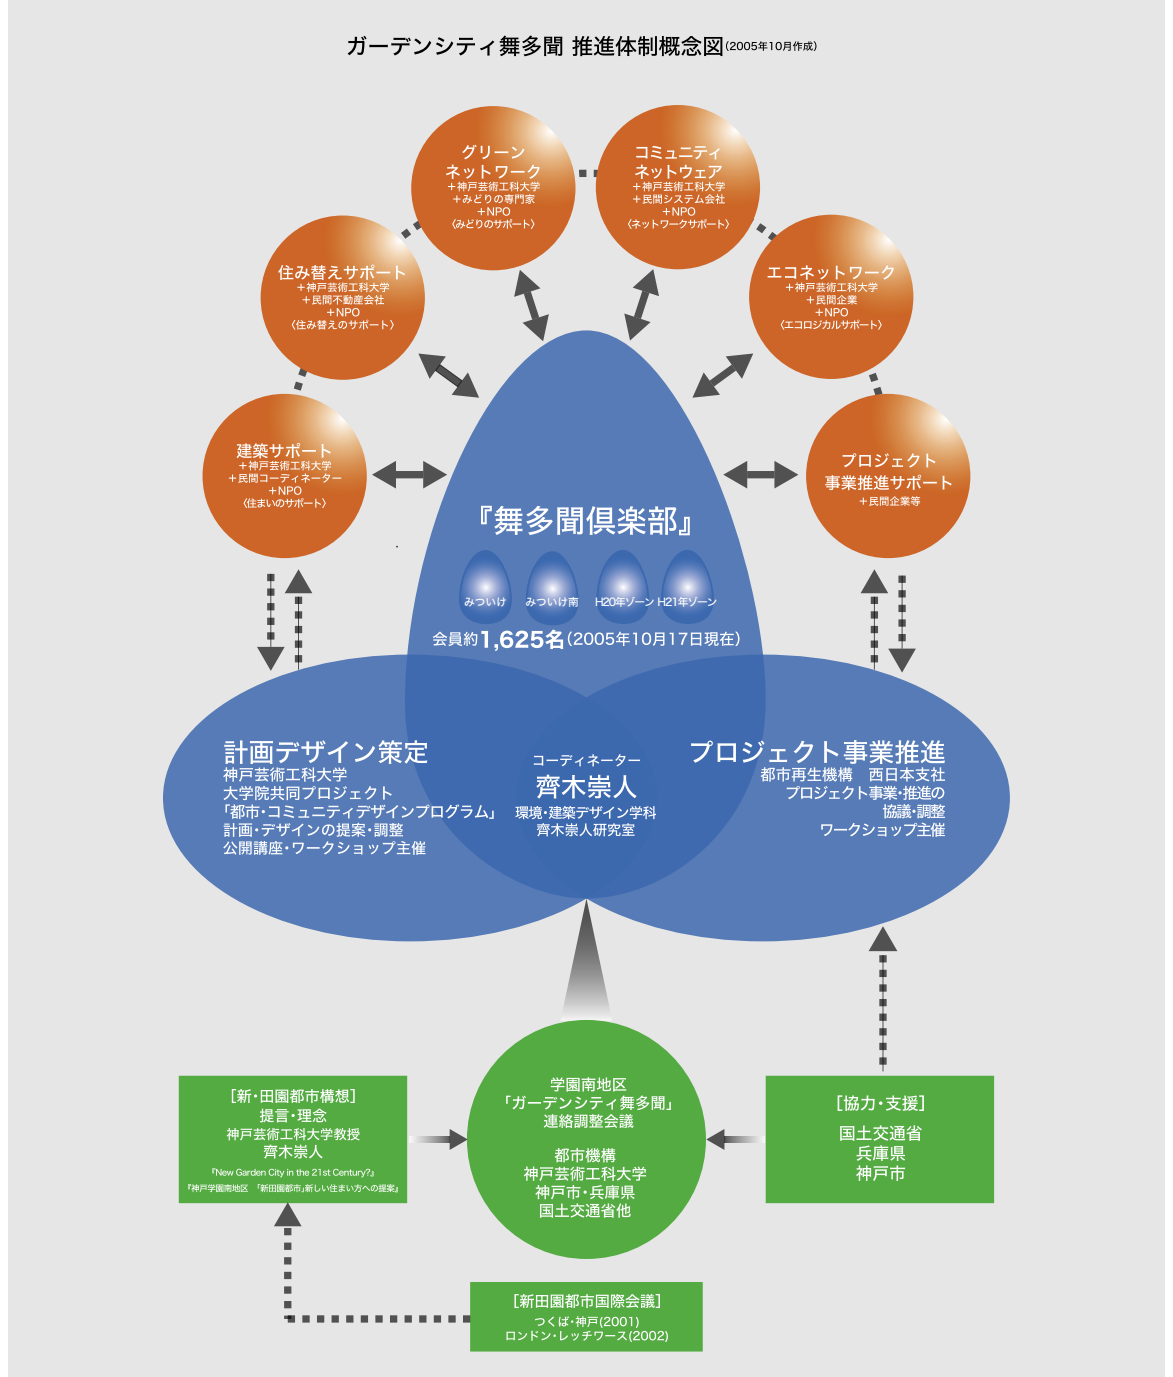 ガーデンシティ舞多聞 推進体制概念図(2005年10月作成)
グリーン
ネットワーク
＋神戸芸術工科大学
＋みどりの専門家
＋NPO
〈みどりのサポート〉
コミュニティ
ネットウェア
＋神戸芸術工科大学
＋民間システム会社
＋NPO
〈ネットワークサポート〉
住み替えサポート
＋神戸芸術工科大学
＋民間不動産会社
＋NPO
〈住み替えのサポート〉
エコネットワーク
＋神戸芸術工科大学
＋民間企業
＋NPO
〈エコロジカルサポート〉
建築サポート
＋神戸芸術工科大学
＋民間コーディネーター
＋NPO
〈住まいのサポート〉
プロジェクト
事業推進サポート
＋民間企業等
『舞多聞倶楽部』
みついけ
みついけ南
H20年ゾーン
H21年ゾーン
会員約1,625名(2005年10月17日現在)
計画デザイン策定
神戸芸術工科大学
大学院共同プロジェクト
「都市・コミュニティデザインプログラム」
計画・デザインの提案・調整
公開講座・ワークショップ主催
コーディネーター
齊木崇人
環境・建築デザイン学科
齊木崇人研究室
プロジェクト事業推進
都市再生機構　西日本支社
プロジェクト事業・推進の
協議・調整
ワークショップ主催
［新・田園都市構想］
提言・理念
神戸芸術工科大学教授
齊木崇人
『New Garden City in the 21st Century?』
『神戸学園南地区　「新田園都市」新しい住まい方への提案』
学園南地区
「ガーデンシティ舞多聞」
連絡調整会議
都市機構
神戸芸術工科大学
神戸市・兵庫県
国土交通省他
［協力・支援］
国土交通省
兵庫県
神戸市
［新田園都市国際会議］
つくば・神戸(2001)
ロンドン・レッチワース(2002)